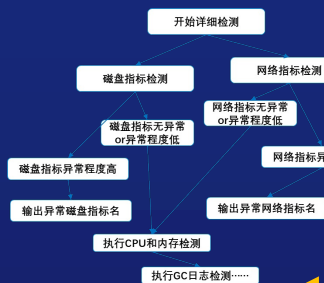 开始详细检测
磁盘指标检测
网络指标检测
磁盘指标无异常
or异常程度低
网络指标无异常
or异常程度低
磁盘指标异常程度高
网络指标异
输出异常磁盘指标名
输出异常网络指标名
执行CPU和内存检测
执行GC日志检测……